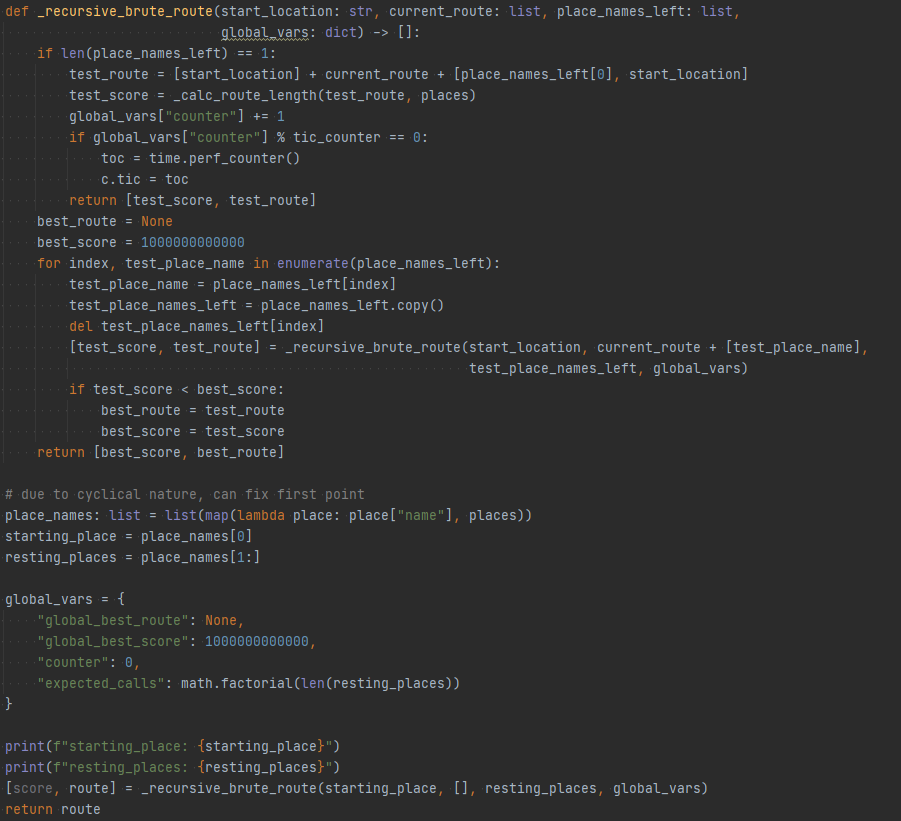 def _recursive_brute_route(start_location: str, current_route: list, place_names_left: list,
                           global_vars: dict) -> []:
    if len(place_names_left) == 1:
        test_route = [start_location] + current_route + [place_names_left[0], start_location]
        test_score = _calc_route_length(test_route, places)
        global_vars["counter"] += 1
        if global_vars["counter"] % tic_counter == 0:
            toc = time.perf_counter()
            c.tic = toc
        return [test_score, test_route]
    best_route = None
    best_score = 1000000000000
    for index, test_place_name in enumerate(place_names_left):
        test_place_name = place_names_left[index]
        test_place_names_left = place_names_left.copy()
        del test_place_names_left[index]
        [test_score, test_route] = _recursive_brute_route(start_location, current_route + [test_place_name],
                                                          test_place_names_left, global_vars)
        if test_score < best_score:
            best_route = test_route
            best_score = test_score
    return [best_score, best_route]

# due to cyclical nature, can fix first point
place_names: list = list(map(lambda place: place["name"], places))
starting_place = place_names[0]
resting_places = place_names[1:]

global_vars = {
    "global_best_route": None,
    "global_best_score": 1000000000000,
    "counter": 0,
    "expected_calls": math.factorial(len(resting_places))
}

print(f"starting_place: {starting_place}")
print(f"resting_places: {resting_places}")
[score, route] = _recursive_brute_route(starting_place, [], resting_places, global_vars)
return route